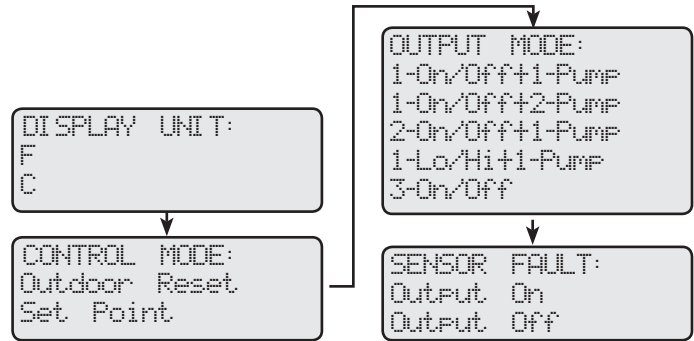 DISPLAY UNIT:
F
C
CONTROL MODE:
Outdoor Reset
Set Point
OUTPUT MODE:
1-On/Off+1-Pump
1-On/Off+2-Pump
2-On/Off+1-Pump
1-Lo/Hi+1-Pump
3-On/Off
SENSOR FAULT:
Output On
Output Off